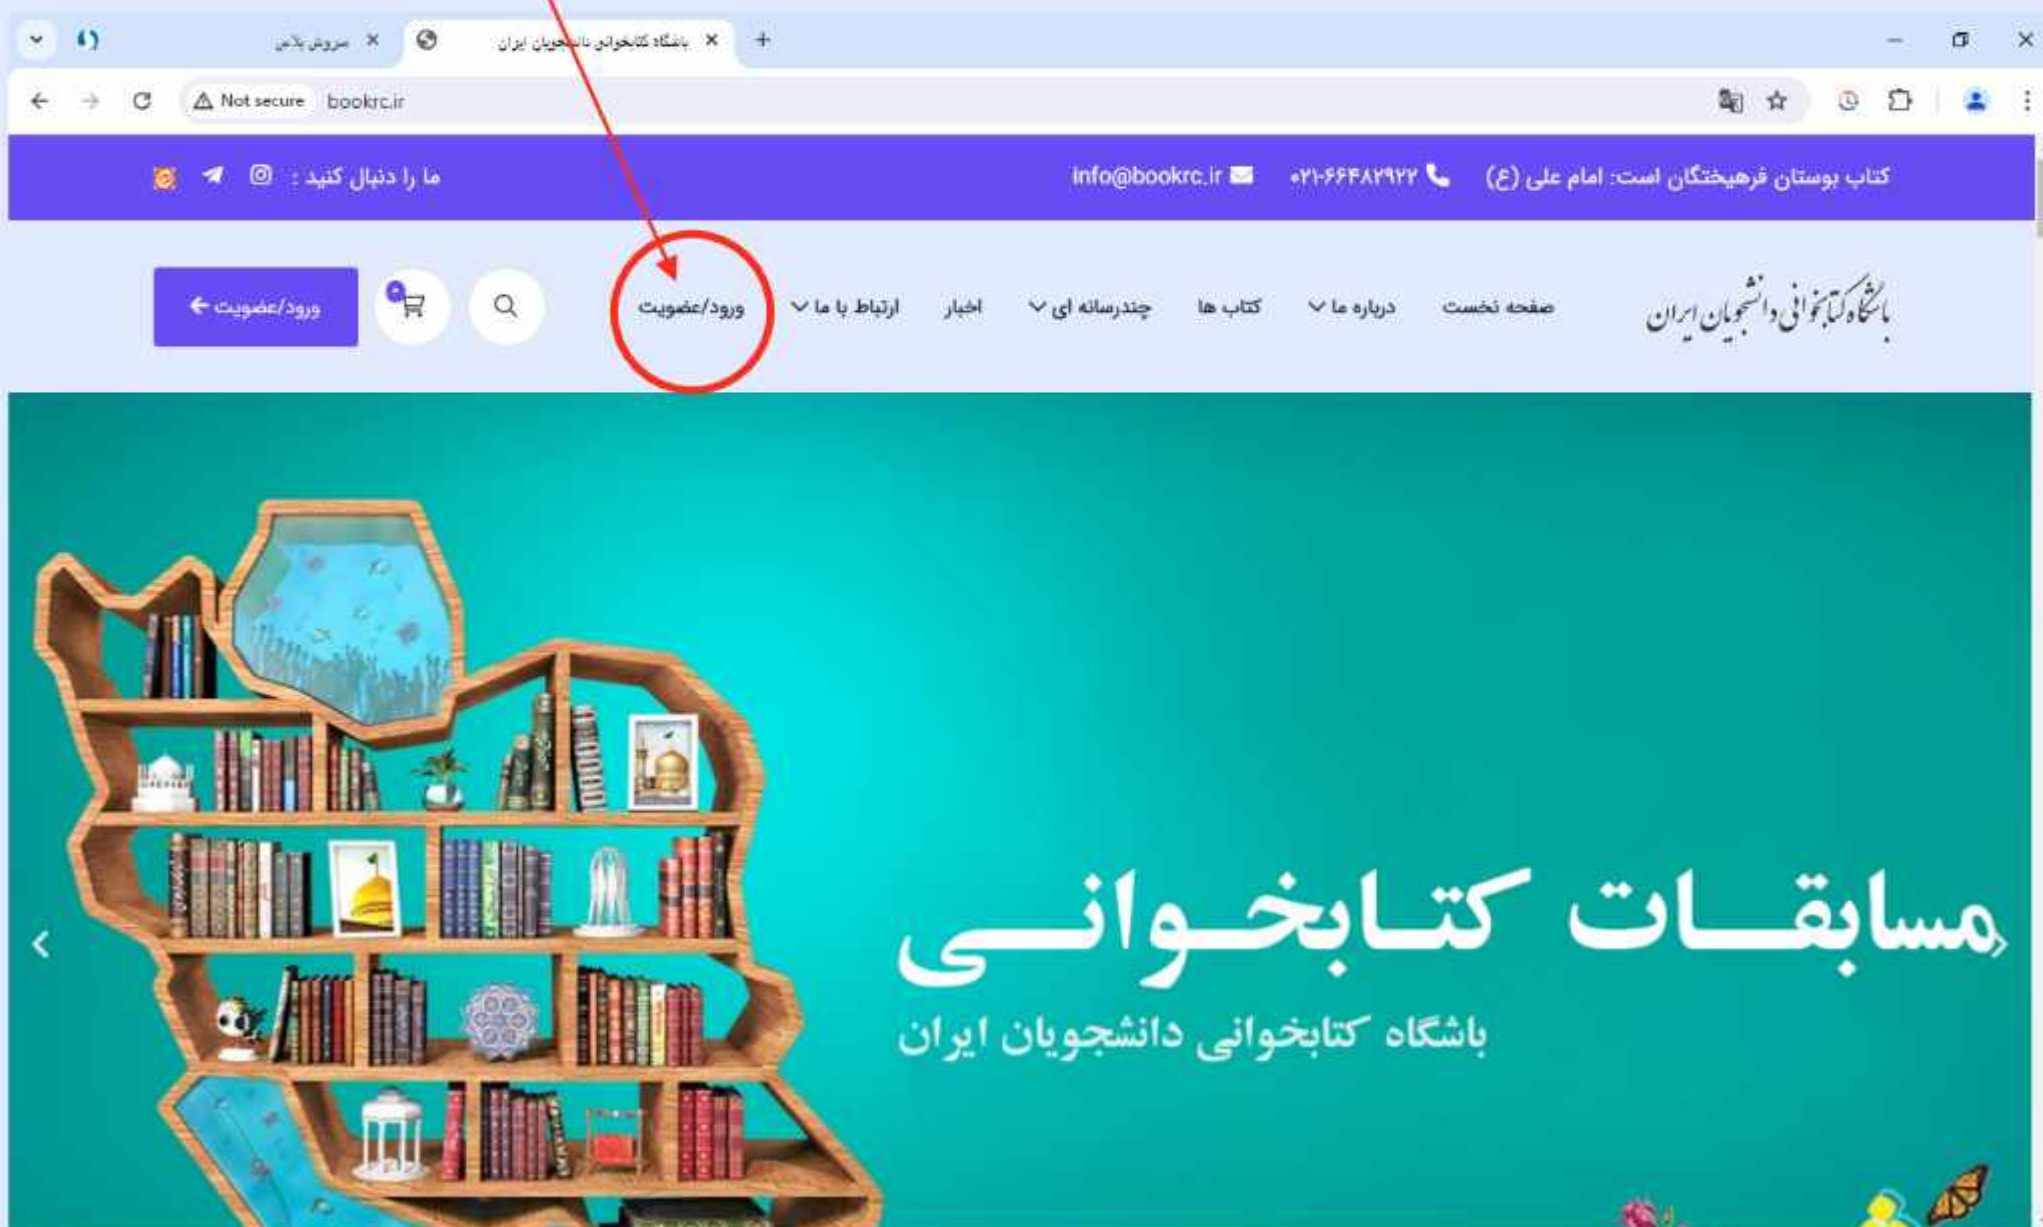 سروش پلاس
باشگاه کتابخوانی دانشجویان ایران
Not secure bookrc.ir
کتاب بوستان فرهیختگان است: امام علی (ع) ۰۲۱-۶۶۴۸۲۹۲۲ info@bookrc.ir ما را دنبال کنید :
باشگاه کتابخوانی دانشجویان ایران
صفحه نخست درباره ما کتاب ها چندرسانه ای اخبار ارتباط با ما ورود/عضویت ۰ ورود/عضویت
مسابقات کتابخوانی
باشگاه کتابخوانی دانشجویان ایران